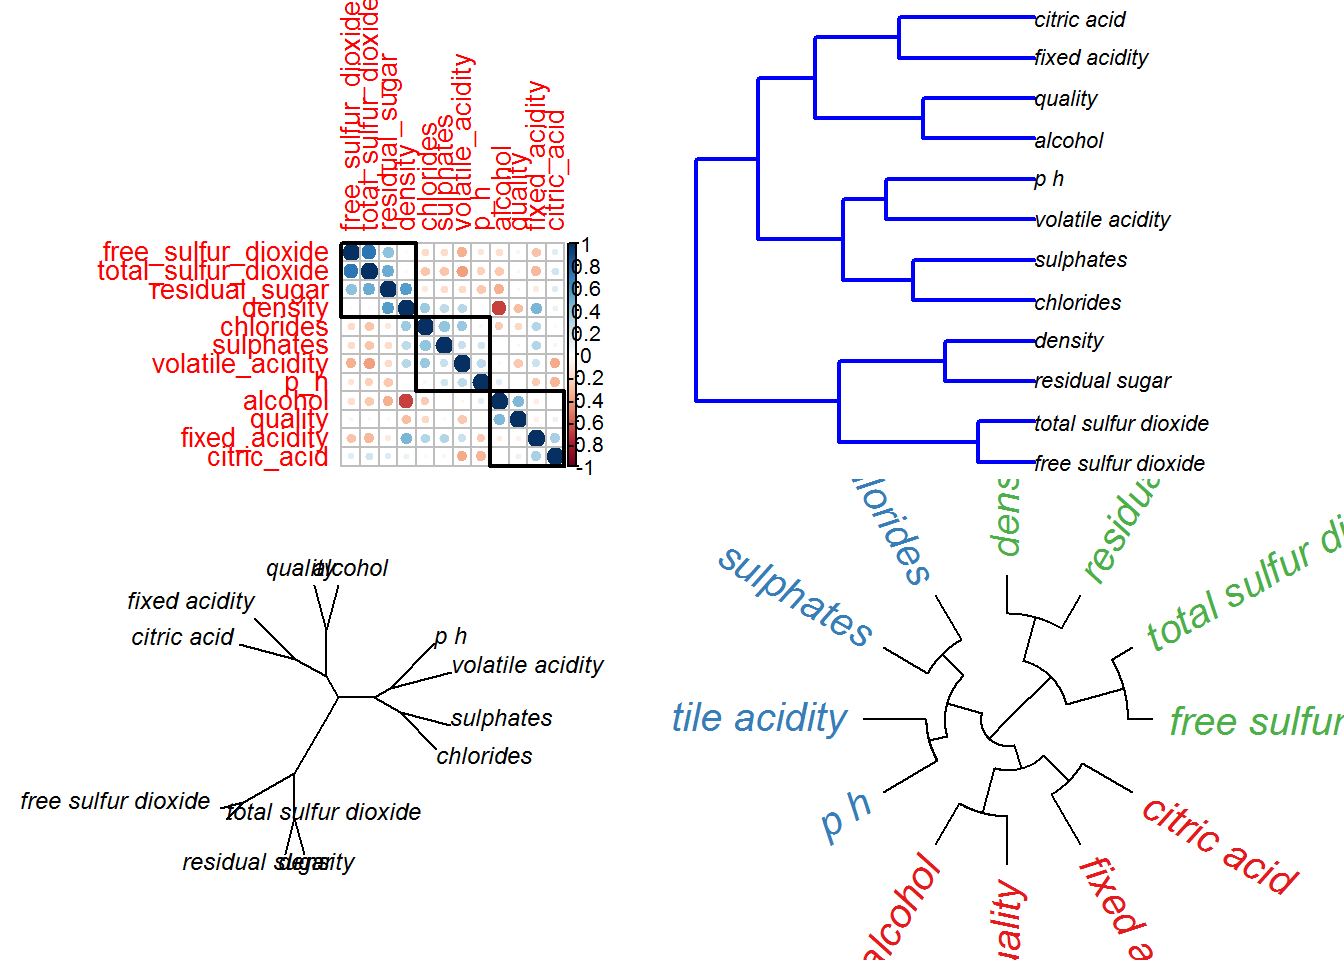 free_sulfur_dioxide
total_sulfur_dioxide
residual_sugar
density
chlorides
sulphates
volatile_acidity
p_h
alcohol
quality
fixed_acidity
citric_acid
free_sulfur_dioxide
total_sulfur_dioxide
residual_sugar
density
chlorides
sulphates
volatile_acidity
p_h
alcohol
quality
fixed_acidity
citric_acid
1
0.8
0.6
0.4
0.2
0
-0.2
-0.4
-0.6
-0.8
-1
citric acid
fixed acidity
quality
alcohol
p h
volatile acidity
sulphates
chlorides
density
residual sugar
total sulfur dioxide
free sulfur dioxide
quality
alcohol
fixed acidity
citric acid
p h
volatile acidity
sulphates
chlorides
free sulfur dioxide
total sulfur dioxide
residual sugar
density
lorides
dens
residua
sulphates
total sulfur di
tile acidity
free sulfur
p h
citric acid
alcohol
uality
fixed a